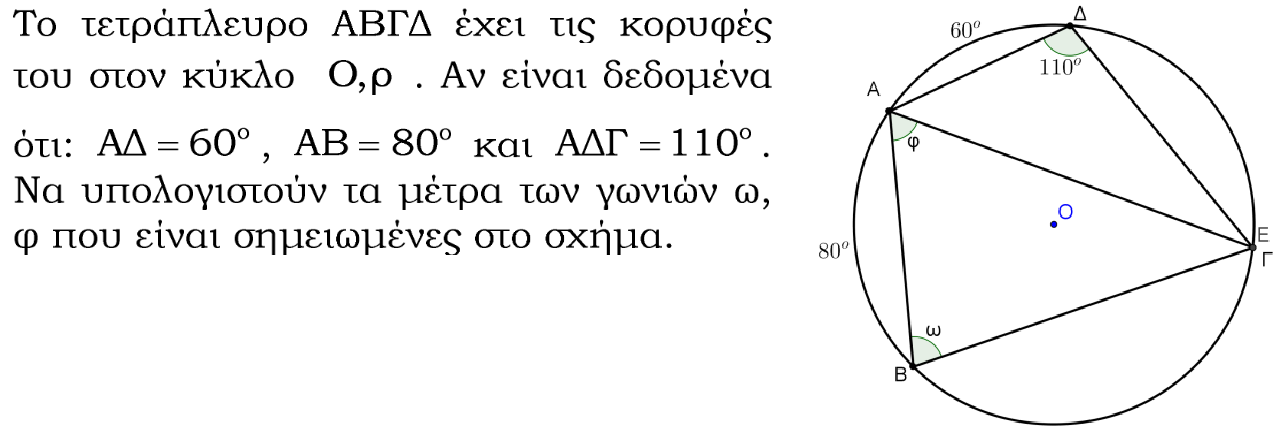 Το τετράπλευρο ΑΒΓΔ έχει τις κορυφές
του στον κύκλο Ο,ρ . Αν είναι δεδομένα
ότι: ΑΔ = 60° , ΑΒ = 80° και ΑΔΓ = 110° .
Να υπολογιστούν τα μέτρα των γωνιών ω,
φ που είναι σημειωμένες στο σχήμα.
Δ
60°
110°
Α
φ
Ο
Ε
Γ
80°
ω
Β